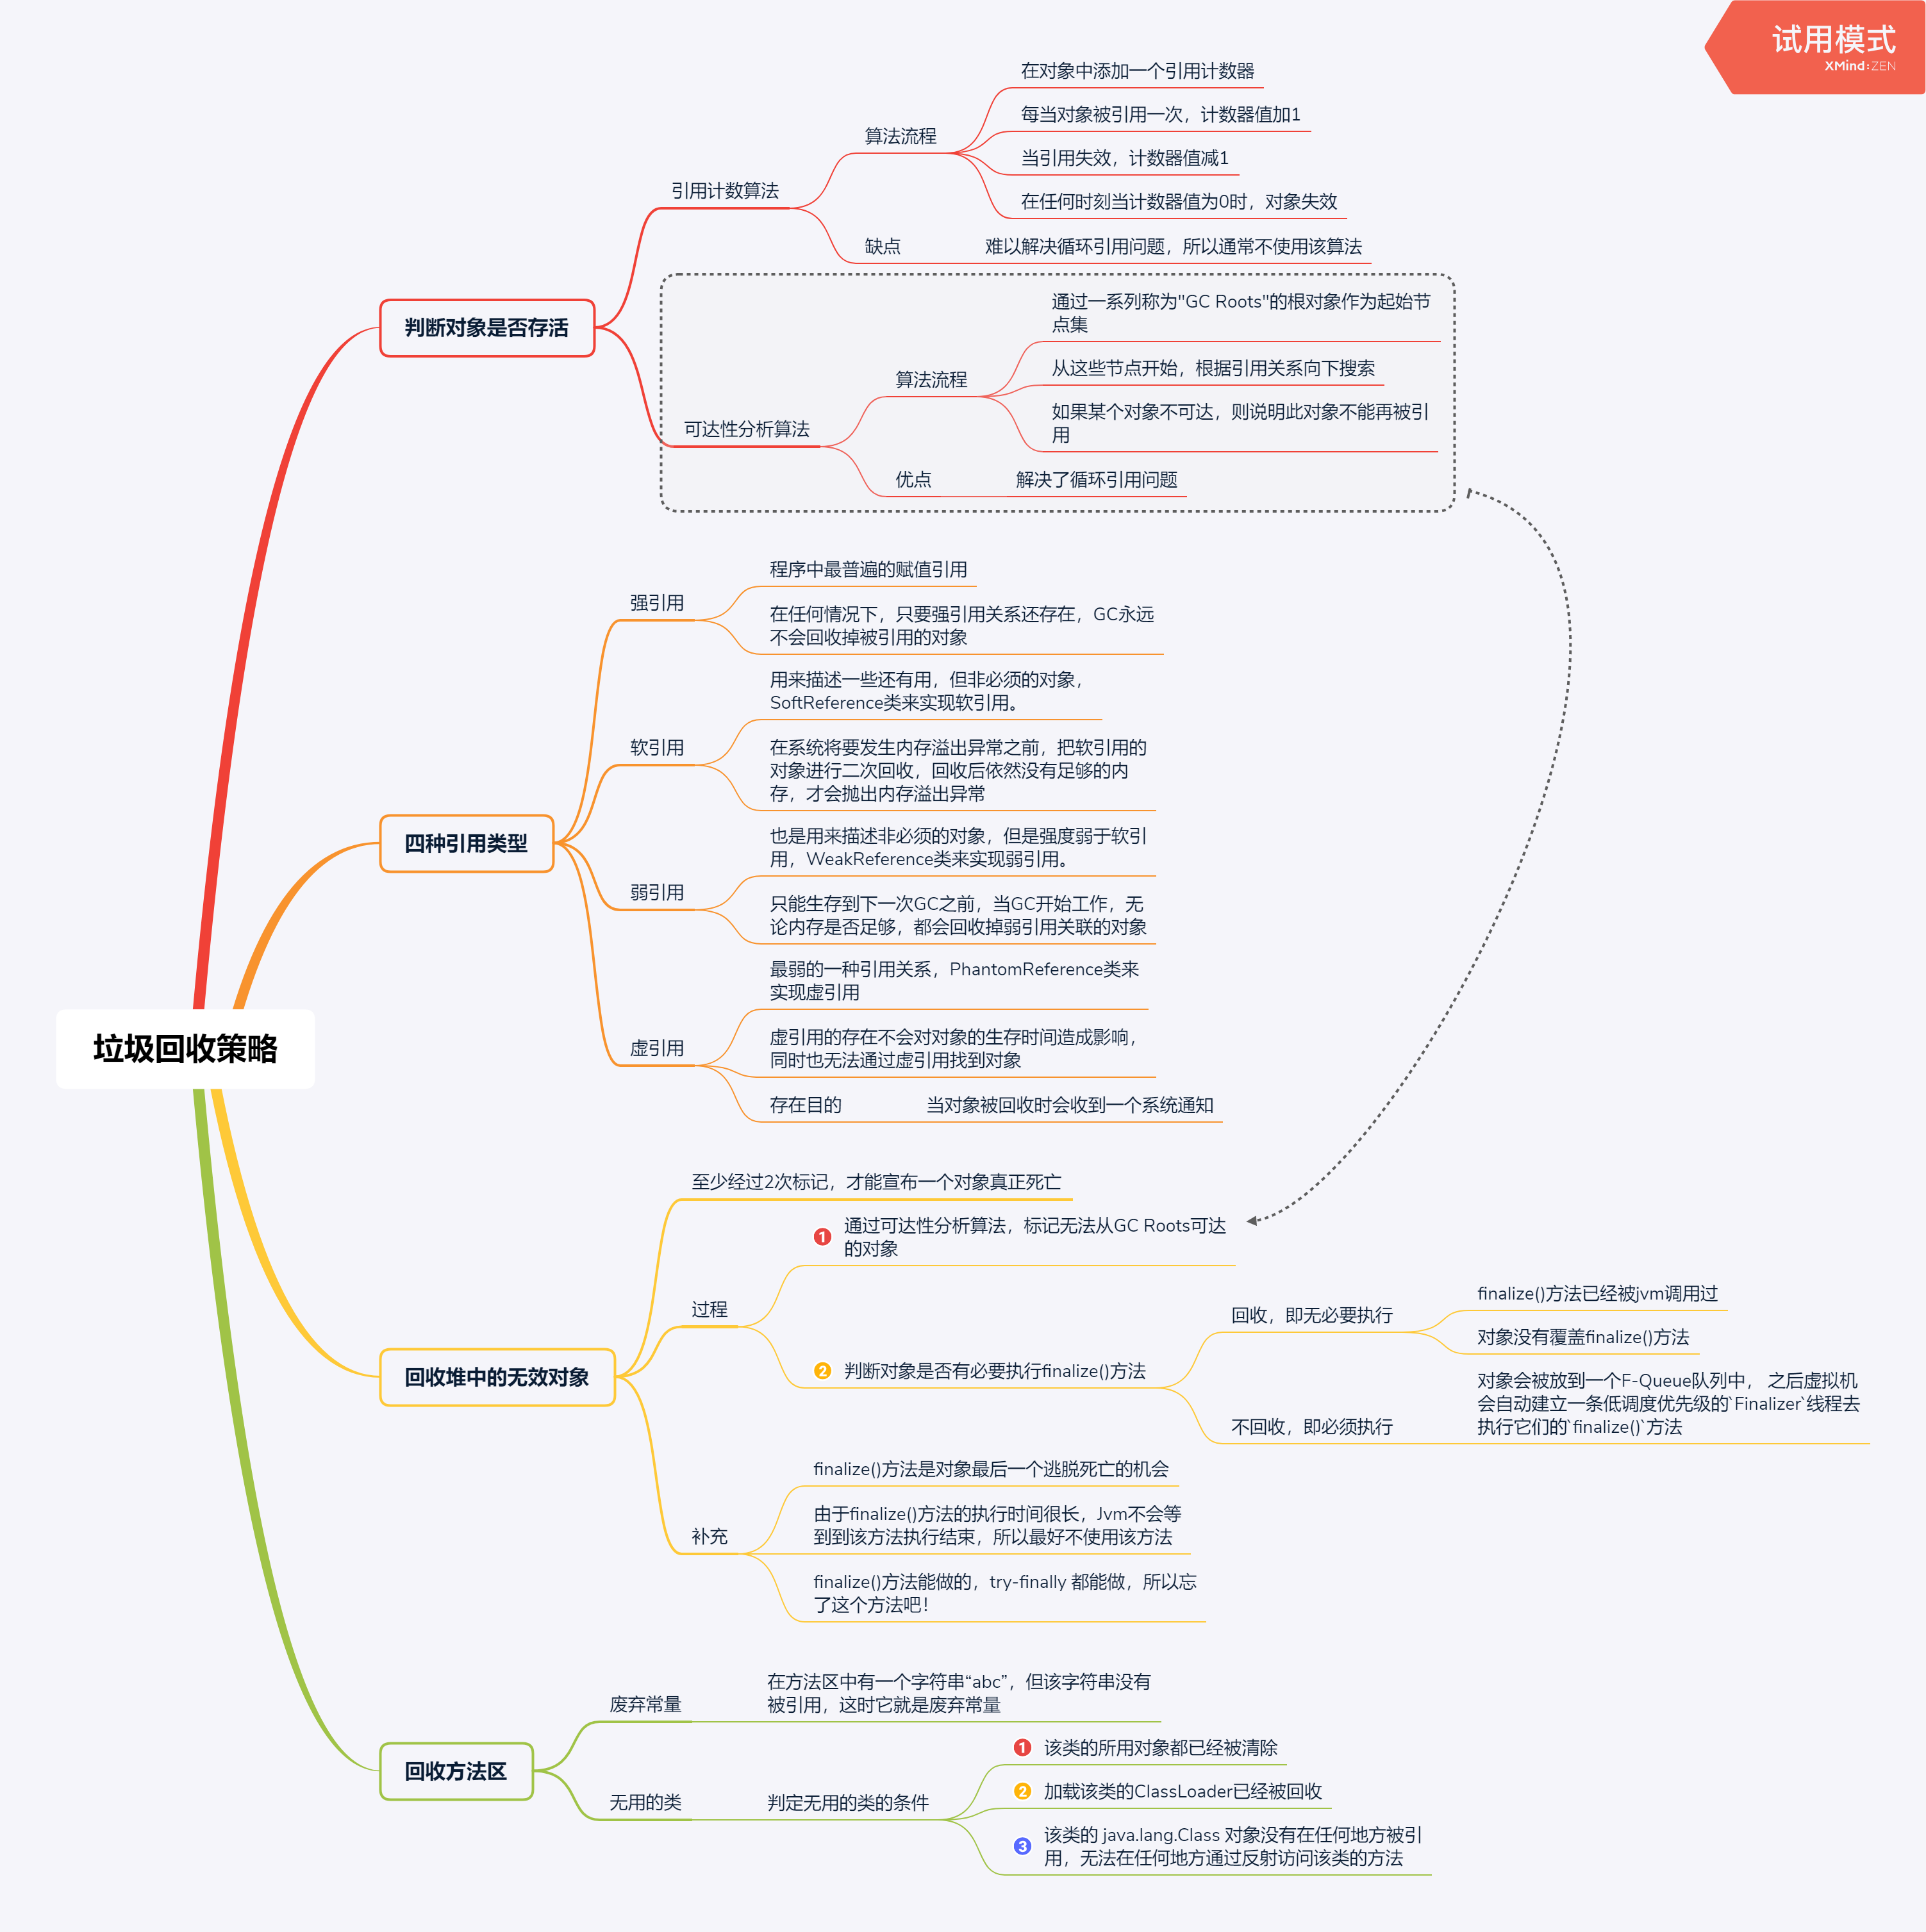 试用模式
XMind:ZEN
垃圾回收策略
判断对象是否存活
引用计数算法
算法流程
在对象中添加一个引用计数器
每当对象被引用一次，计数器值加1
当引用失效，计数器值减1
在任何时刻当计数器值为0时，对象失效
缺点
难以解决循环引用问题，所以通常不使用该算法
可达性分析算法
算法流程
通过一系列称为"GC Roots"的根对象作为起始节
点集
从这些节点开始，根据引用关系向下搜索
如果某个对象不可达，则说明此对象不能再被引
用
优点
解决了循环引用问题
四种引用类型
强引用
程序中最普遍的赋值引用
在任何情况下，只要强引用关系还存在，GC永远
不会回收掉被引用的对象
软引用
用来描述一些还有用，但非必须的对象，
SoftReference类来实现软引用。
在系统将要发生内存溢出异常之前，把软引用的
对象进行二次回收，回收后依然没有足够的内
存，才会抛出内存溢出异常
弱引用
也是用来描述非必须的对象，但是强度弱于软引
用，WeakReference类来实现弱引用。
只能生存到下一次GC之前，当GC开始工作，无
论内存是否足够，都会回收掉弱引用关联的对象
虚引用
最弱的一种引用关系，PhantomReference类来
实现虚引用
虚引用的存在不会对对象的生存时间造成影响，
同时也无法通过虚引用找到对象
存在目的
当对象被回收时会收到一个系统通知
回收堆中的无效对象
至少经过2次标记，才能宣布一个对象真正死亡
过程
1 通过可达性分析算法，标记无法从GC Roots可达
的对象
2 判断对象是否有必要执行finalize()方法
回收，即无必要执行
finalize()方法已经被jvm调用过
对象没有覆盖finalize()方法
不回收，即必须执行
对象会被放到一个F-Queue队列中， 之后虚拟机
会自动建立一条低调度优先级的`Finalizer`线程去
执行它们的`finalize()`方法
补充
finalize()方法是对象最后一个逃脱死亡的机会
由于finalize()方法的执行时间很长，Jvm不会等
到到该方法执行结束，所以最好不使用该方法
finalize()方法能做的，try-finally 都能做，所以忘
了这个方法吧！
回收方法区
废弃常量
在方法区中有一个字符串“abc”，但该字符串没有
被引用，这时它就是废弃常量
无用的类
判定无用的类的条件
1 该类的所用对象都已经被清除
2 加载该类的ClassLoader已经被回收
3 该类的 java.lang.Class 对象没有在任何地方被引
用，无法在任何地方通过反射访问该类的方法